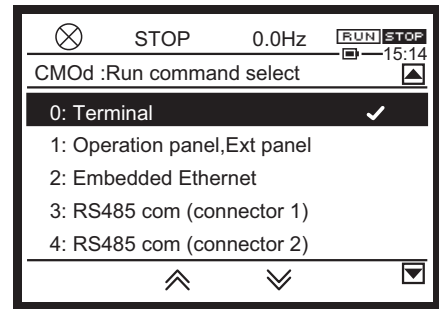 STOP 0.0Hz RUN STOP
15:14
CMOd :Run command select
0: Terminal
1: Operation panel,Ext panel
2: Embedded Ethernet
3: RS485 com (connector 1)
4: RS485 com (connector 2)